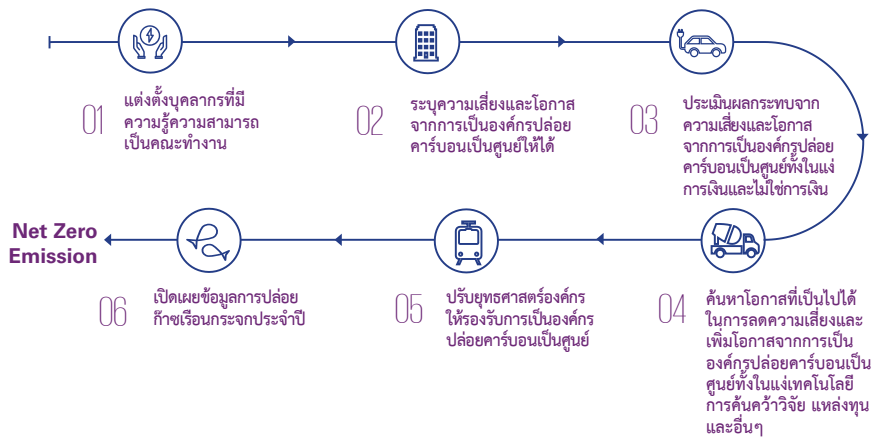 01
แต่งตั้งบุคลากรที่มี
ความรู้ความสามารถ
เป็นคณะทำงาน
02
ระบุความเสี่ยงและโอกาส
จากการเป็นองค์กรปล่อย
คาร์บอนเป็นศูนย์ให้ได้
03
ประเมินผลกระทบจาก
ความเสี่ยงและโอกาส
จากการเป็นองค์กรปล่อย
คาร์บอนเป็นศูนย์ทั้งในแง่
การเงินและไม่ใช่การเงิน
04
ค้นหาโอกาสที่เป็นไปได้
ในการลดความเสี่ยงและ
เพิ่มโอกาสจากการเป็น
องค์กรปล่อยคาร์บอนเป็น
ศูนย์ทั้งในแง่เทคโนโลยี
การค้นคว้าวิจัย แหล่งทุน
และอื่นๆ
05
ปรับยุทธศาสตร์องค์กร
ให้รองรับการเป็นองค์กร
ปล่อยคาร์บอนเป็นศูนย์
06
เปิดเผยข้อมูลการปล่อย
ก๊าซเรือนกระจกประจำปี
Net Zero
Emission